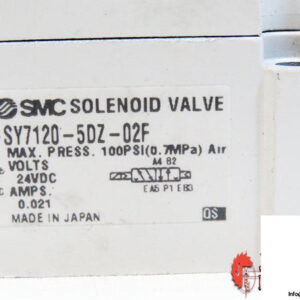 SMC SOLENOID VALVE
SY7120-5DZ-02F
MAX. PRESS. 100PSI(0.7MPa) Air
VOLTS
24VDC
A4 B2
AMPS.
EA5 P1 EB3
0.021
MADE IN JAPAN
QS